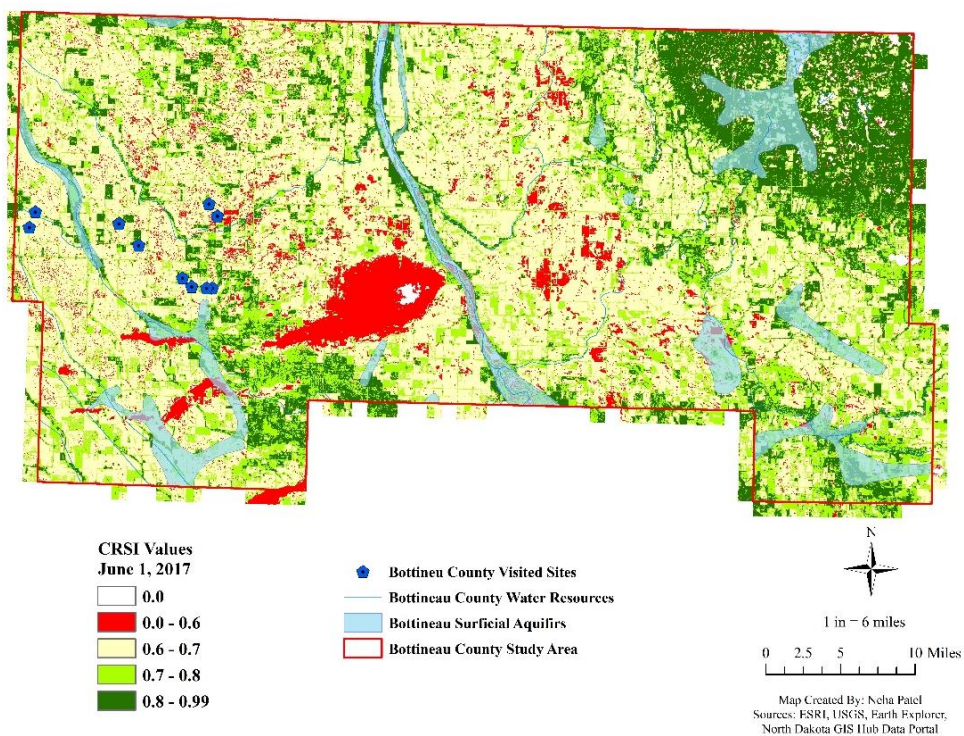 CRSI Values
June 1, 2017
0.0
0.0 - 0.6
0.6 - 0.7
0.7 - 0.8
0.8 - 0.99
Bottineu County Visited Sites
Bottineau County Water Resources
Bottineau Surficial Aquifirs
Bottineau County Study Area
N
1 in = 6 miles
0 2.5 5 10 Miles
Map Created By: Neha Patel
Sources: ESRI, USGS, Earth Explorer,
North Dakota GIS Hub Data Portal